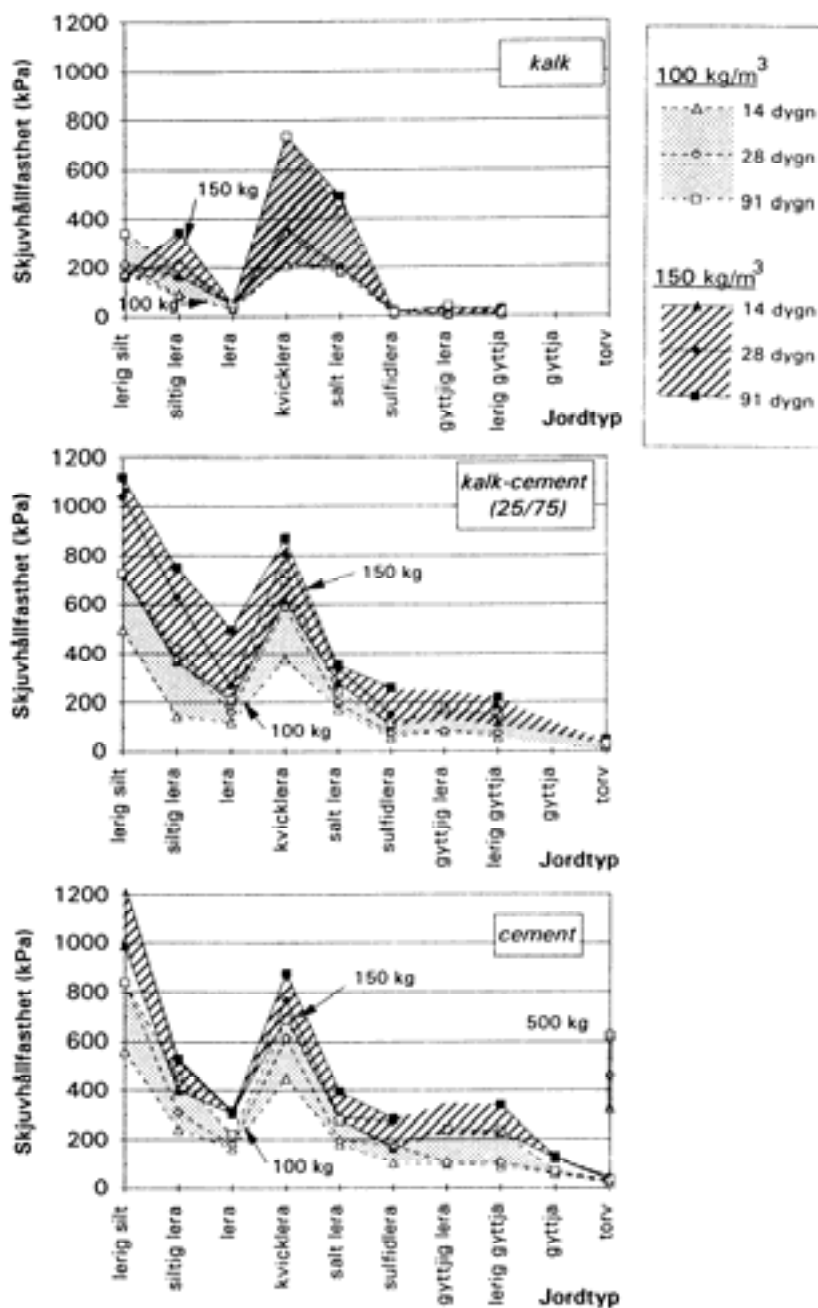 Skjuvhållfasthet (kPa)
1200
1000
800
600
400
200
0
kalk
150 kg
100 kg
lerig silt
siltig lera
lera
kvicklera
salt lera
sulfidlera
gyttjig lera
lerig gyttja
gyttja
torv
Jordtyp
100 kg/m³
14 dygn
28 dygn
91 dygn
150 kg/m³
14 dygn
28 dygn
91 dygn
Skjuvhållfasthet (kPa)
1200
1000
800
600
400
200
0
kalk-cement
(25/75)
150 kg
100 kg
lerig silt
siltig lera
lera
kvicklera
salt lera
sulfidlera
gyttjig lera
lerig gyttja
gyttja
torv
Jordtyp
Skjuvhållfasthet (kPa)
1200
1000
800
600
400
200
0
cement
150 kg
500 kg
100 kg
lerig silt
siltig lera
lera
kvicklera
salt lera
sulfidlera
gyttjig lera
lerig gyttja
gyttja
torv
Jordtyp